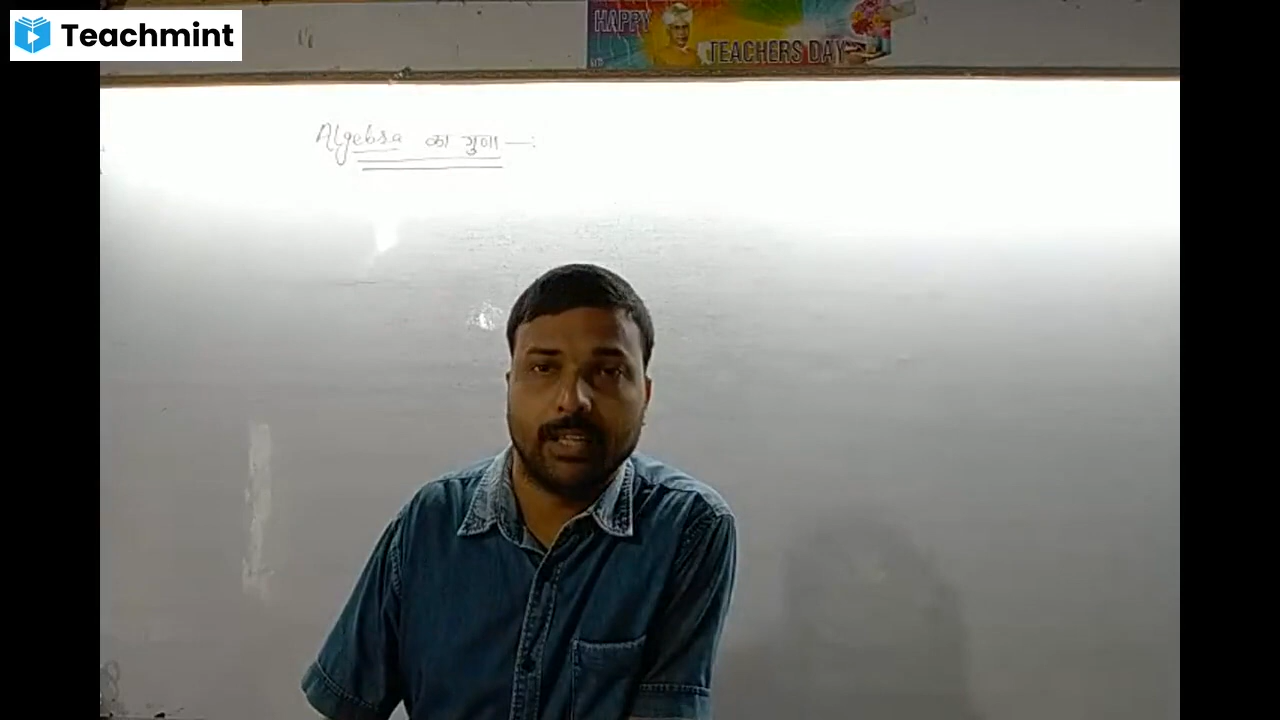 Teachmint
HAPPY
TEACHERS DAY
Algebra का गुना —: